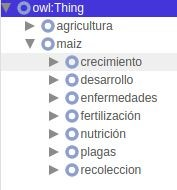 owl:Thing
agricultura
maiz
crecimiento
desarrollo
enfermedades
fertilización
nutrición
plagas
recoleccion